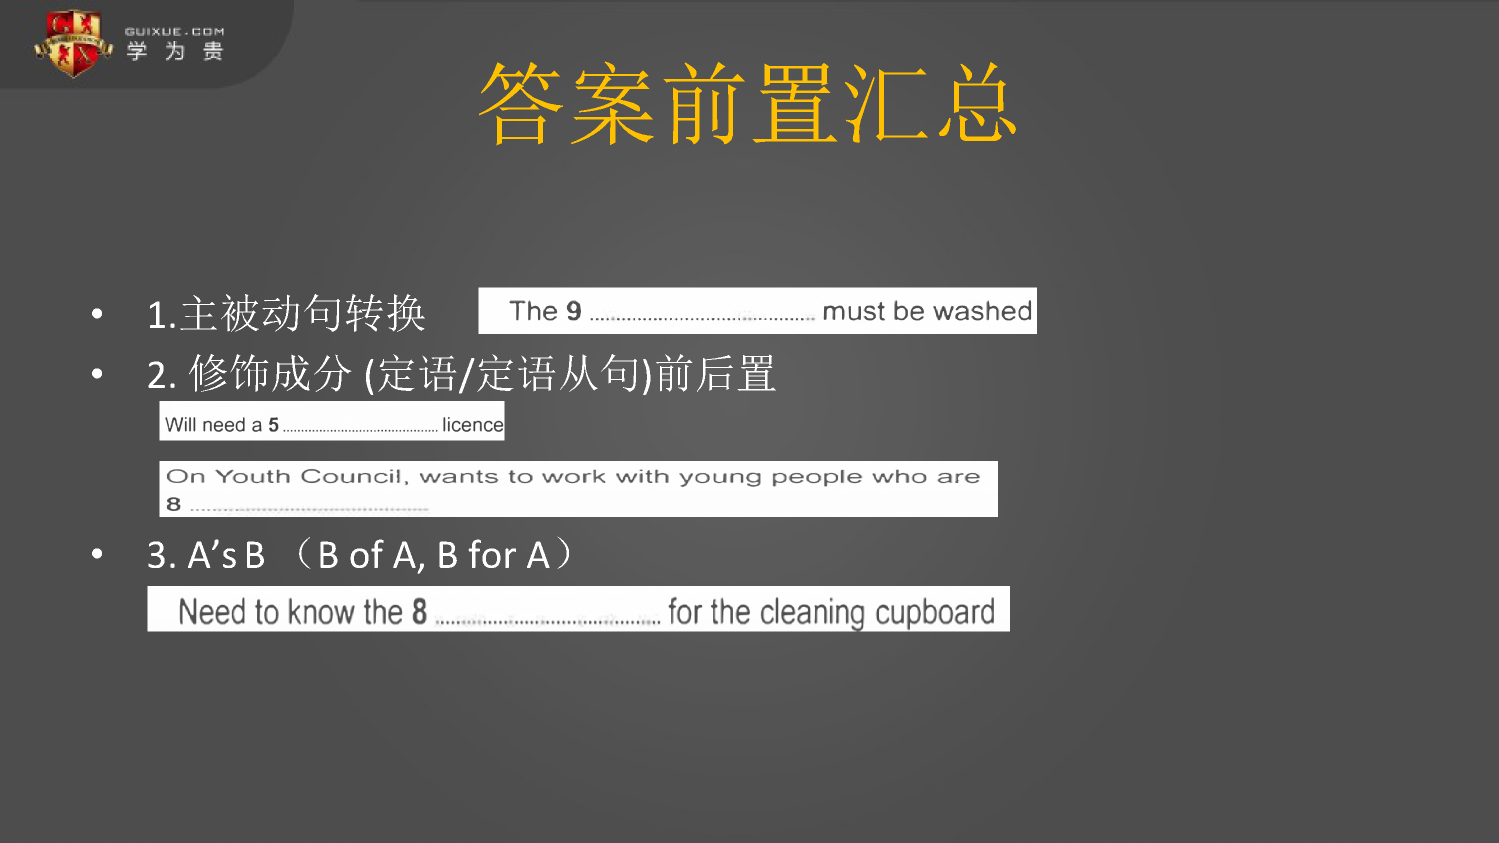 GUIXUE.COM
学为贵
答案前置汇总
• 1.主被动句转换
The 9 ........................................ must be washed
• 2. 修饰成分 (定语/定语从句)前后置
Will need a 5 ........................................ licence
On Youth Council, wants to work with young people who are
8 ........................................
• 3. A’s B （B of A, B for A）
Need to know the 8 ........................................ for the cleaning cupboard